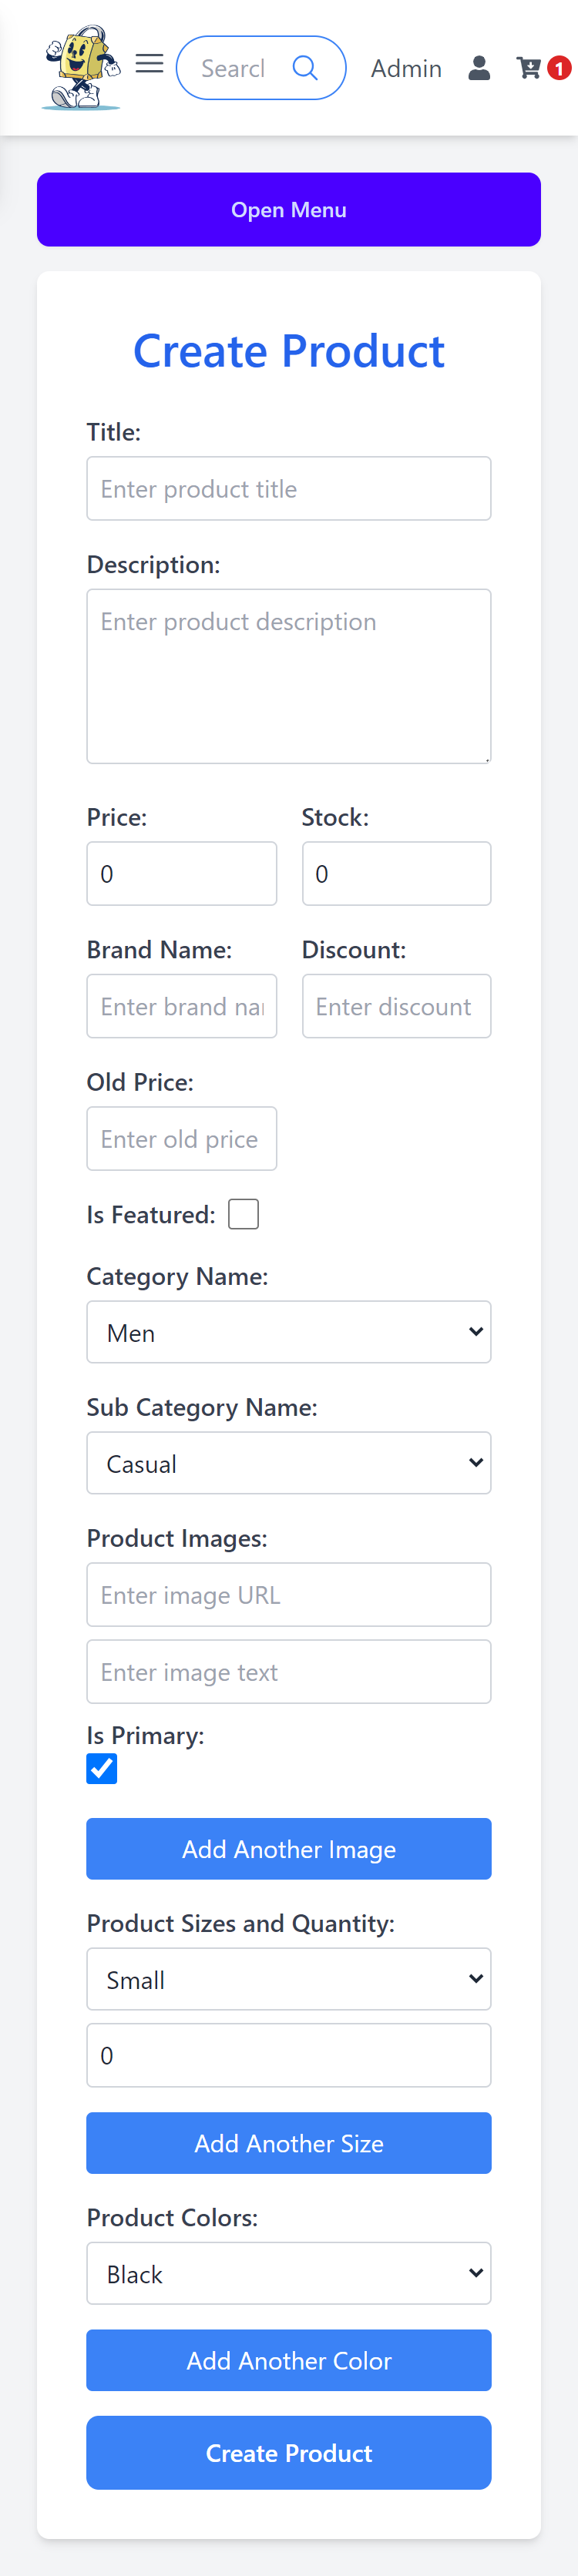 Searcl
Admin
1
Open Menu
Create Product
Title:
Enter product title
Description:
Enter product description
Price:
Stock:
0
0
Brand Name:
Discount:
Enter brand nar
Enter discount
Old Price:
Enter old price
Is Featured:
Category Name:
Men
Sub Category Name:
Casual
Product Images:
Enter image URL
Enter image text
Is Primary:
Add Another Image
Product Sizes and Quantity:
Small
0
Add Another Size
Product Colors:
Black
Add Another Color
Create Product